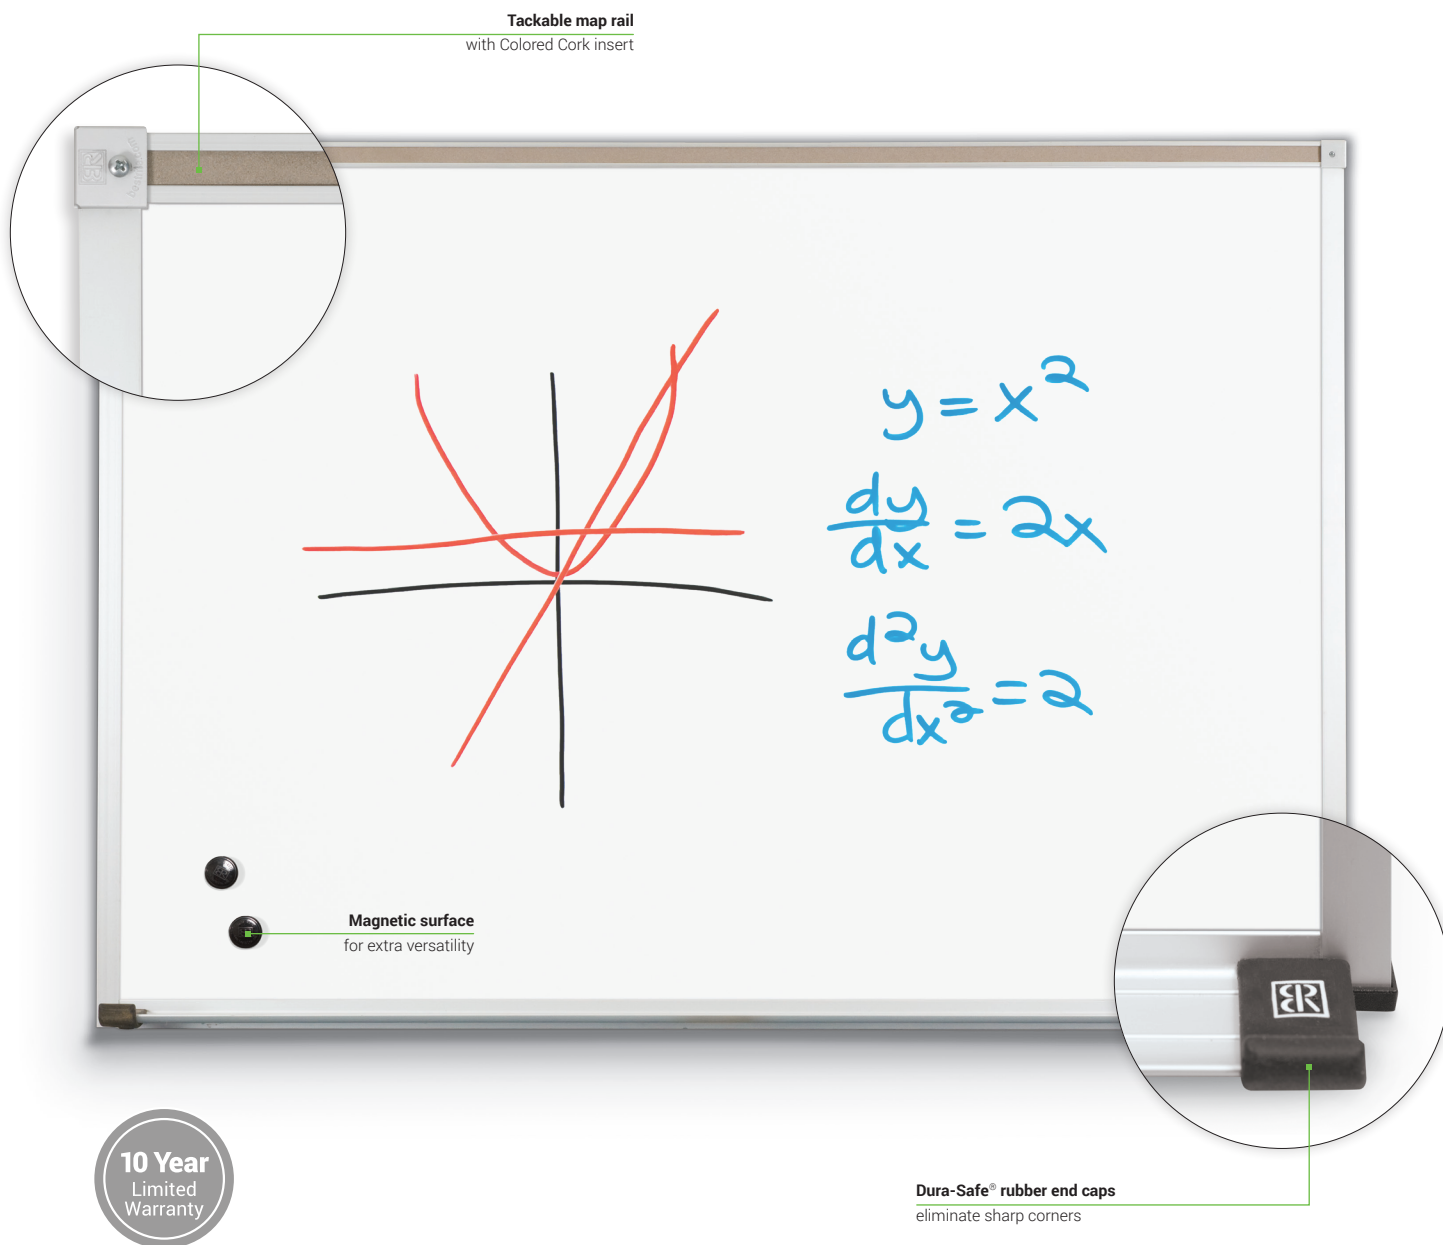 Tackable map rail
with Colored Cork insert
y = x²
dy/dx = 2x
d²y/dx² = 2
Magnetic surface
for extra versatility
10 Year
Limited
Warranty
Dura-Safe® rubber end caps
eliminate sharp corners